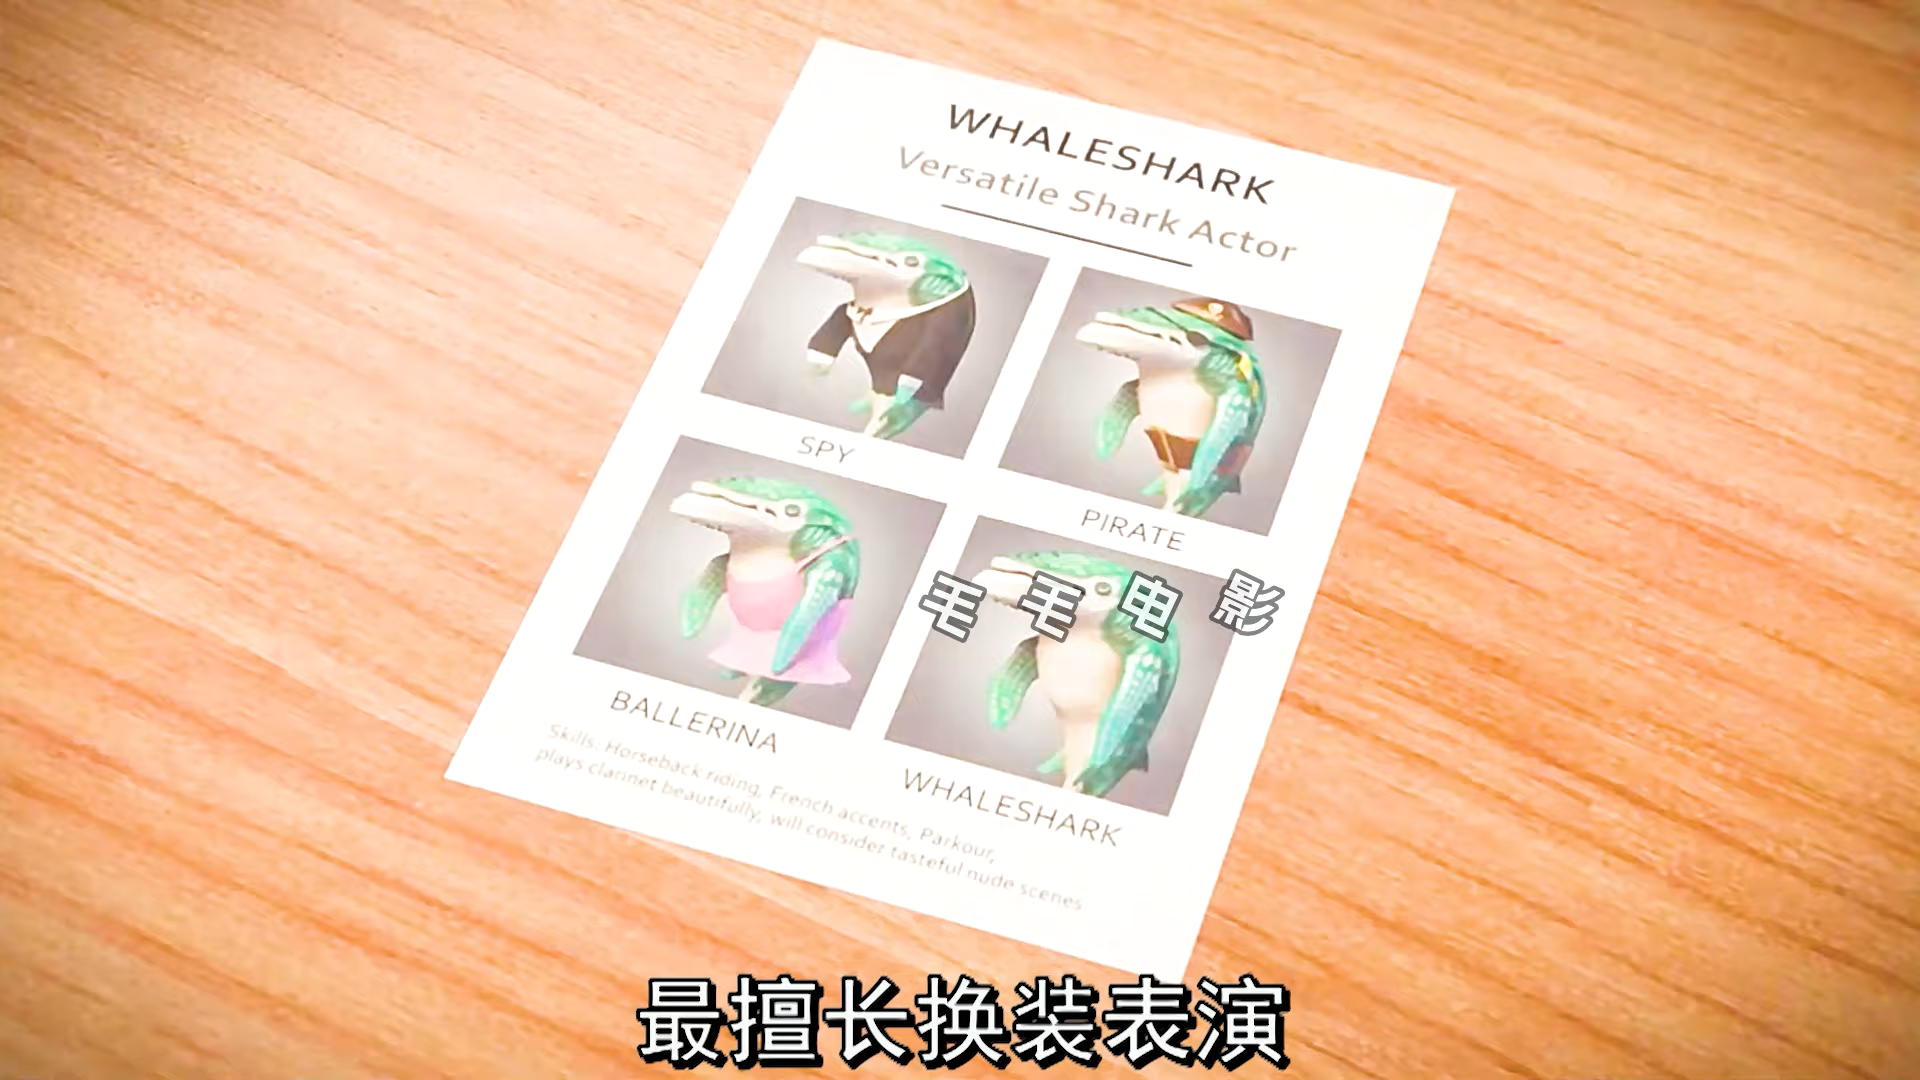 WHALESHARK
Versatile Shark Actor
SPY
PIRATE
BALLERINA
WHALESHARK
毛毛电影
Skills: Horseback riding, French accents, Parkour,
plays clarinet beautifully, will consider tasteful nude scenes
最擅长换装表演